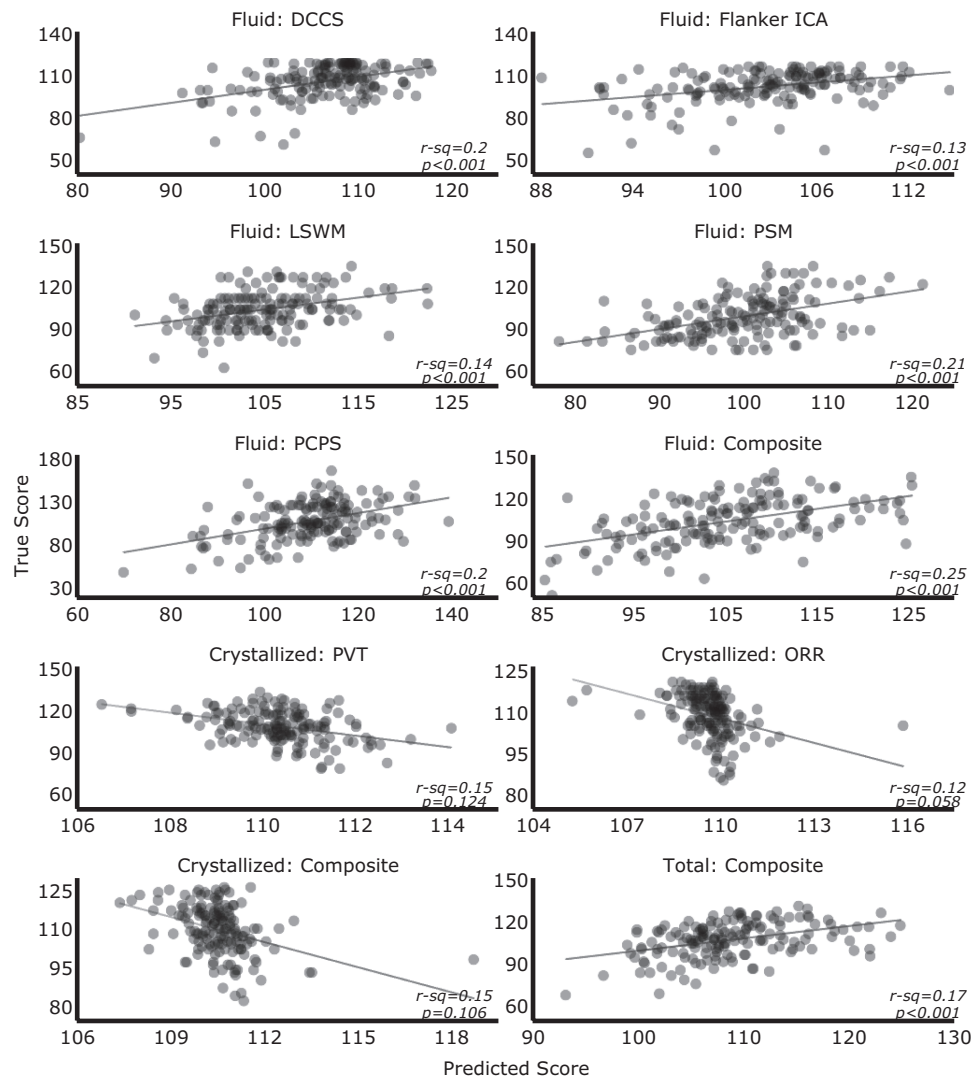 Fluid: DCCS
140
110
80
50
80
90
100
110
120
r-sq=0.2
p<0.001
Fluid: Flanker ICA
140
110
80
50
88
94
100
106
112
r-sq=0.13
p<0.001
Fluid: LSWM
150
120
90
60
85
95
105
115
125
r-sq=0.14
p<0.001
Fluid: PSM
150
120
90
60
80
90
100
110
120
r-sq=0.21
p<0.001
True Score
Fluid: PCPS
180
130
80
30
60
80
100
120
140
r-sq=0.2
p<0.001
Fluid: Composite
150
120
90
60
85
95
105
115
125
r-sq=0.25
p<0.001
Crystallized: PVT
150
120
90
60
106
108
110
112
114
r-sq=0.15
p=0.124
Crystallized: ORR
125
110
95
80
104
107
110
113
116
r-sq=0.12
p=0.058
Crystallized: Composite
125
110
95
80
106
109
112
115
118
r-sq=0.15
p=0.106
Total: Composite
150
120
90
60
90
100
110
120
130
r-sq=0.17
p<0.001
Predicted Score